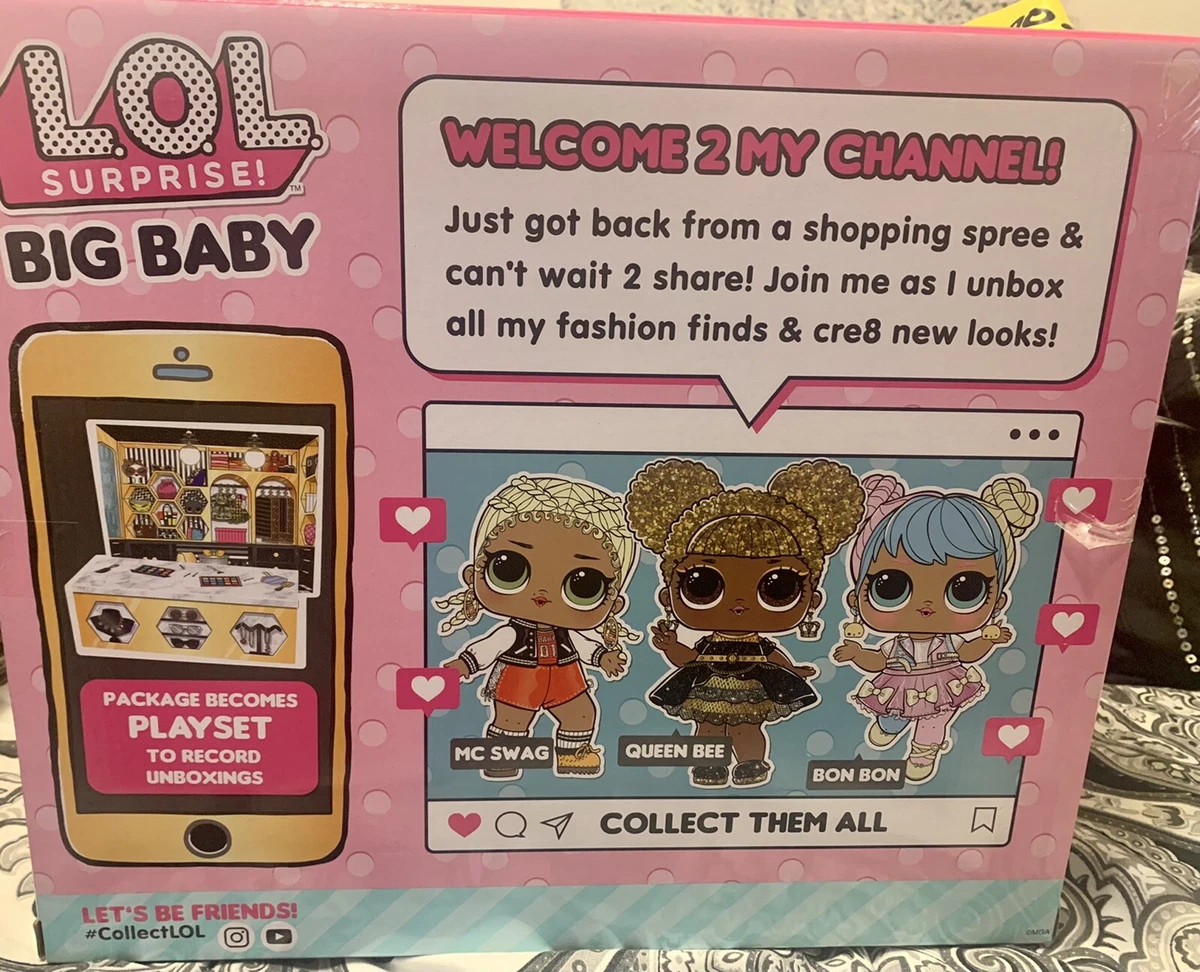 L.O.L.
SURPRISE!™
BIG BABY
WELCOME 2 MY CHANNEL!
Just got back from a shopping spree &
can't wait 2 share! Join me as I unbox
all my fashion finds & cre8 new looks!
PACKAGE BECOMES
PLAYSET
TO RECORD
UNBOXINGS
MC SWAG
QUEEN BEE
BON BON
COLLECT THEM ALL
LET'S BE FRIENDS!
#CollectLOL
©MGA